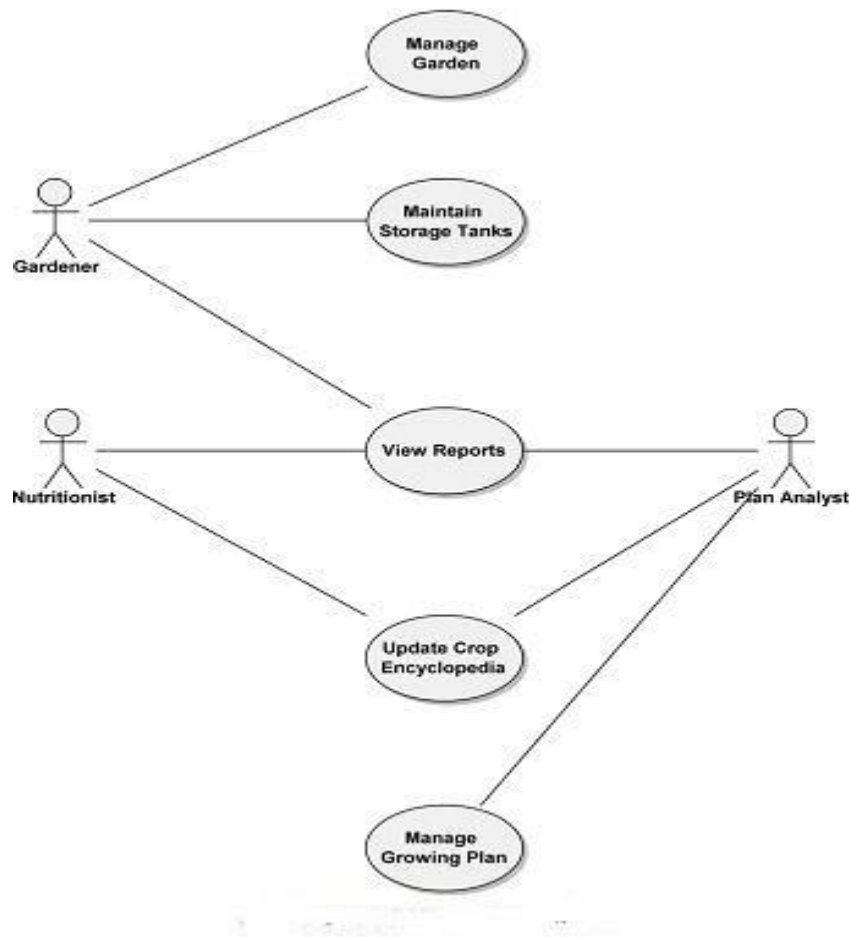 Manage
Garden
Maintain
Storage Tanks
Gardener
View Reports
Nutritionist
Plan Analyst
Update Crop
Encyclopedia
Manage
Growing Plan